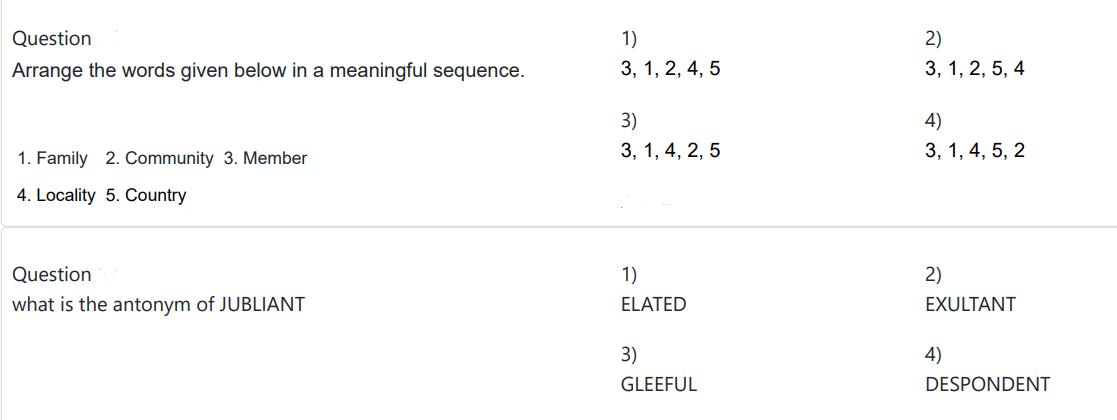 Question
Arrange the words given below in a meaningful sequence.
1. Family 2. Community 3. Member
4. Locality 5. Country
1)
3, 1, 2, 4, 5
2)
3, 1, 2, 5, 4
3)
3, 1, 4, 2, 5
4)
3, 1, 4, 5, 2
Question
what is the antonym of JUBLIANT
1)
ELATED
2)
EXULTANT
3)
GLEEFUL
4)
DESPONDENT